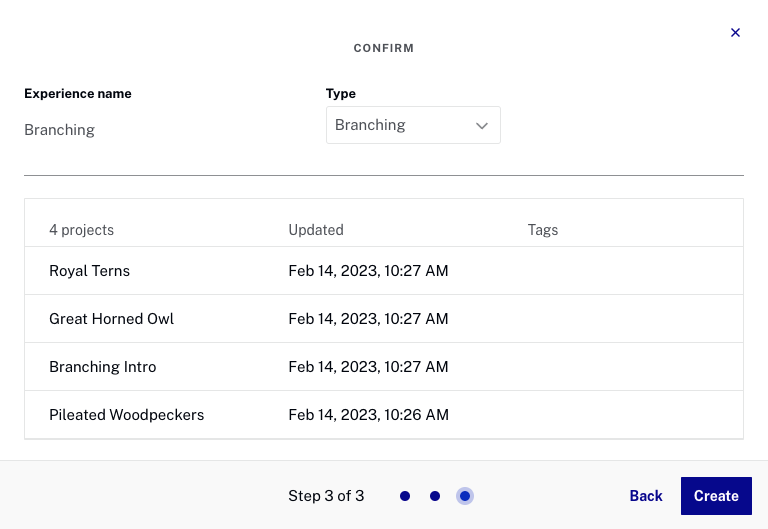 CONFIRM
Experience name
Type
Branching
Branching
4 projects Updated Tags
Royal Terns Feb 14, 2023, 10:27 AM
Great Horned Owl Feb 14, 2023, 10:27 AM
Branching Intro Feb 14, 2023, 10:27 AM
Pileated Woodpeckers Feb 14, 2023, 10:26 AM
Step 3 of 3
Back
Create